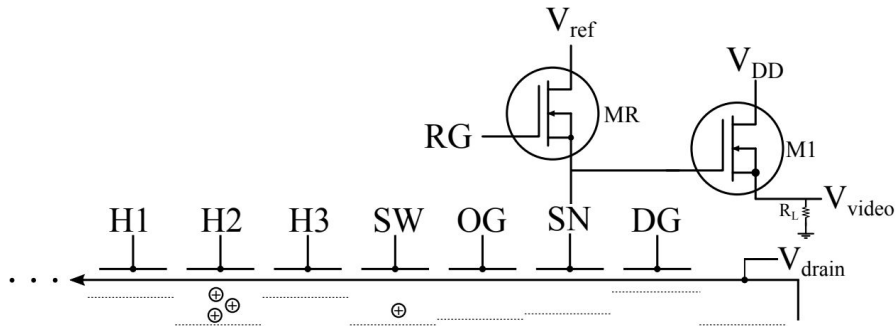 V_ref
V_DD
RG
MR
M1
R_L
V_video
H1 H2 H3 SW OG SN DG
V_drain